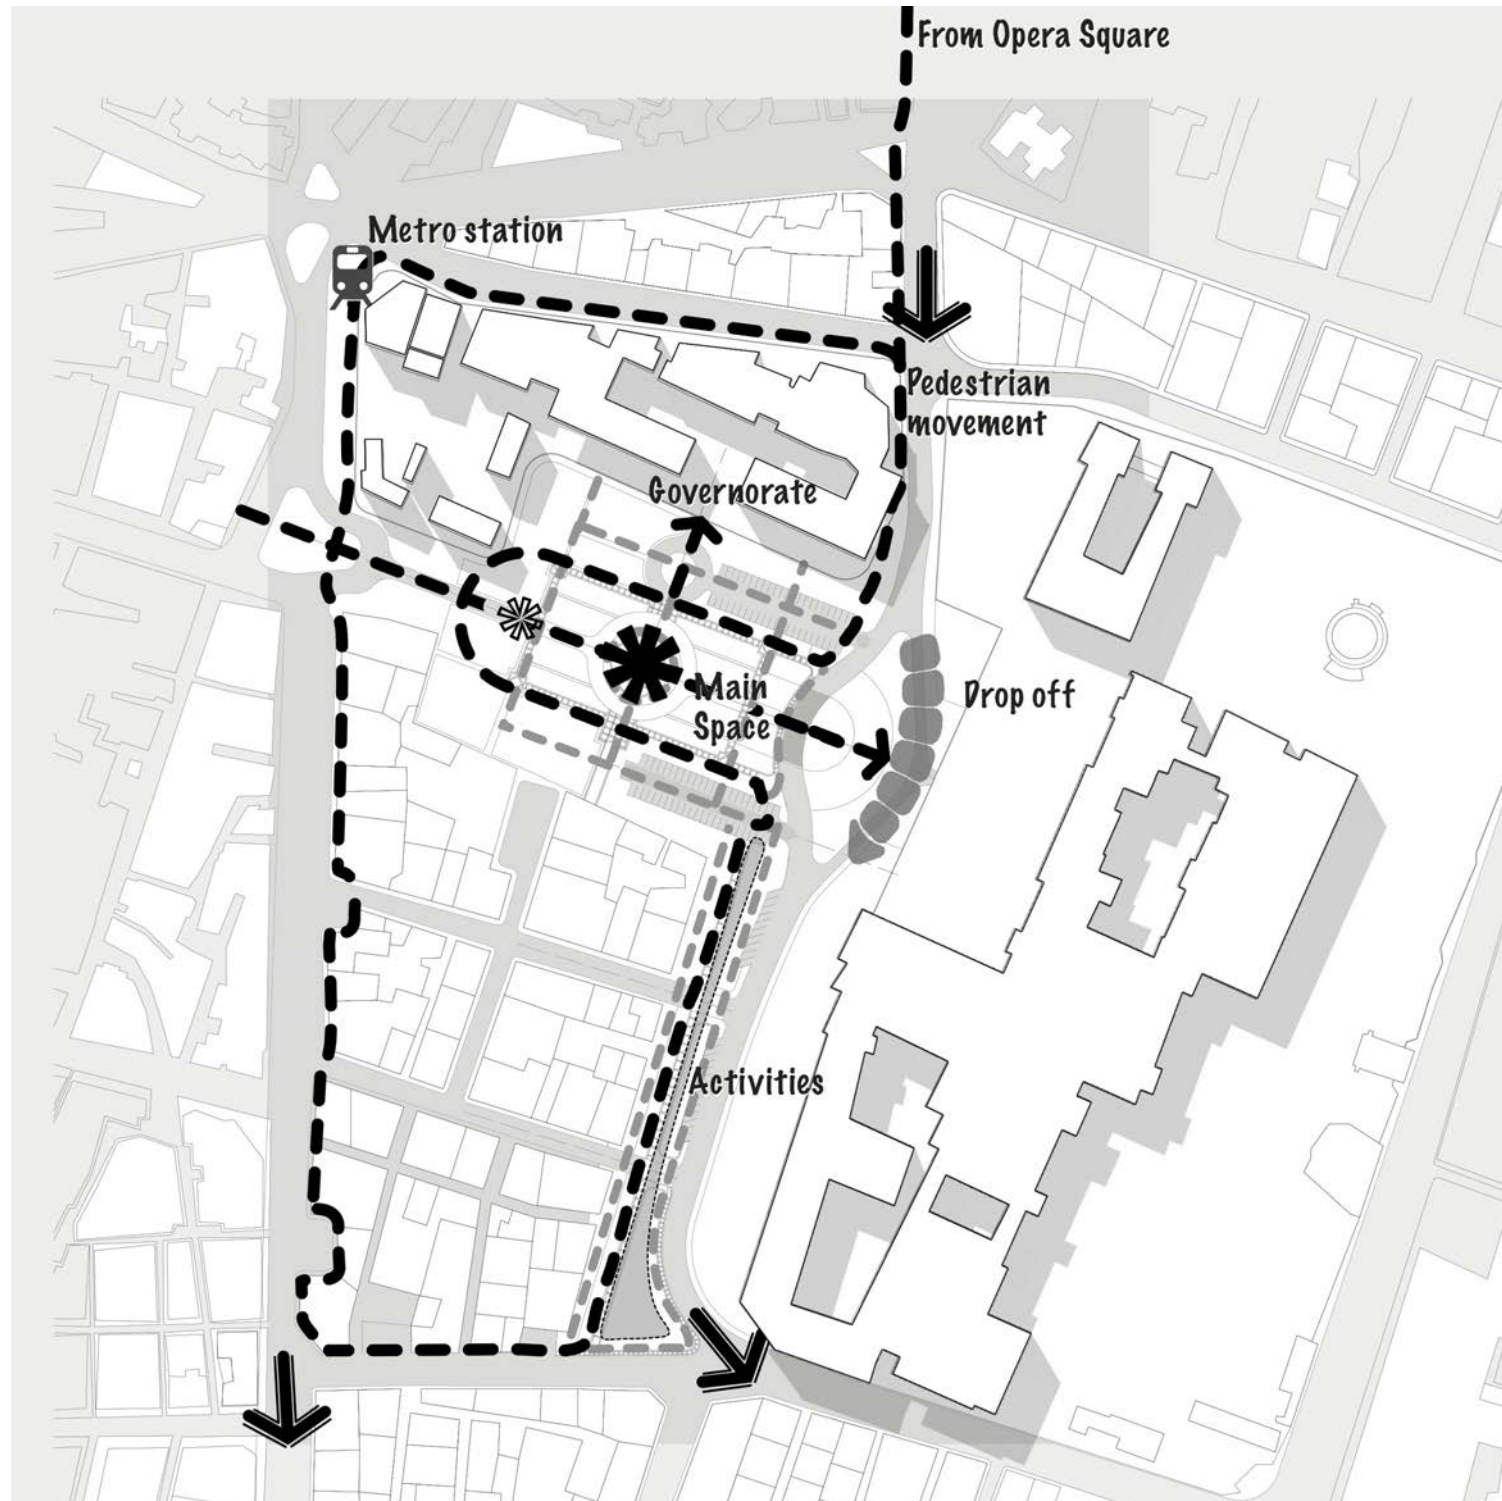 From Opera Square
Metro station
Pedestrian
movement
Governorate
Main
Space
Drop off
Activities